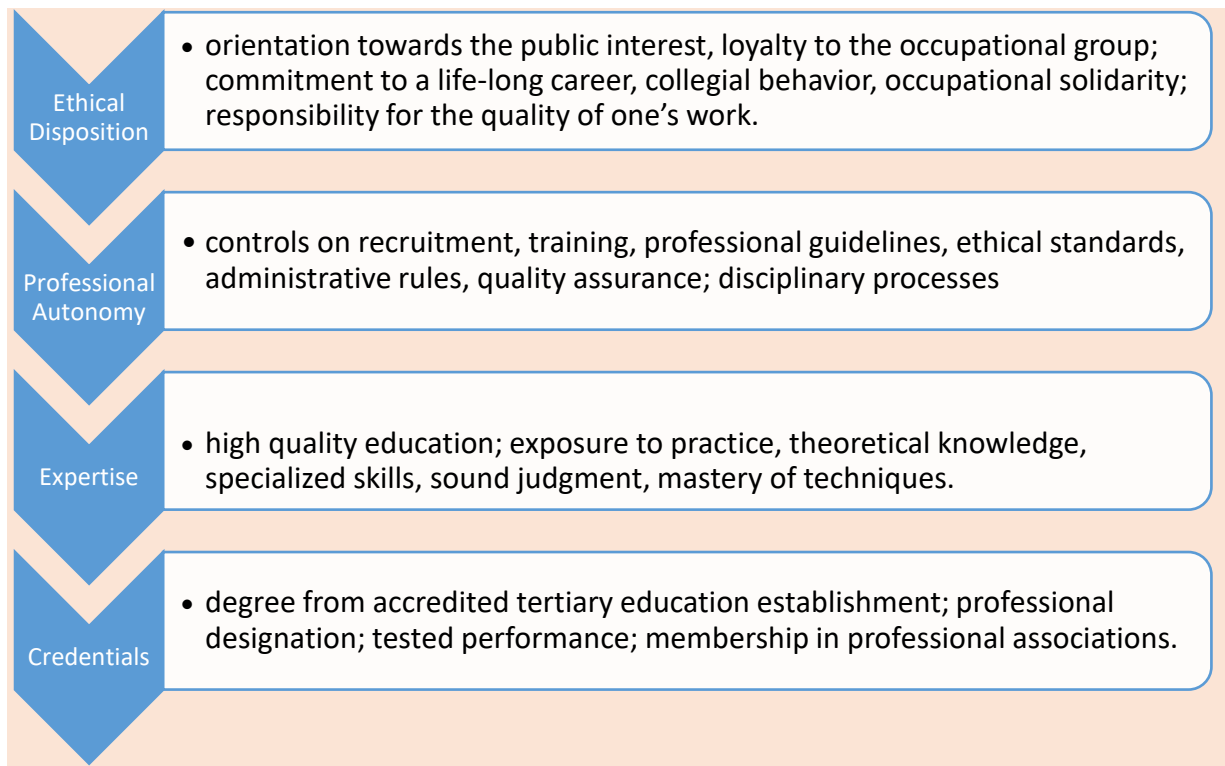 Ethical
Disposition
• orientation towards the public interest, loyalty to the occupational group;
commitment to a life-long career, collegial behavior, occupational solidarity;
responsibility for the quality of one’s work.
Professional
Autonomy
• controls on recruitment, training, professional guidelines, ethical standards,
administrative rules, quality assurance; disciplinary processes
Expertise
• high quality education; exposure to practice, theoretical knowledge,
specialized skills, sound judgment, mastery of techniques.
Credentials
• degree from accredited tertiary education establishment; professional
designation; tested performance; membership in professional associations.